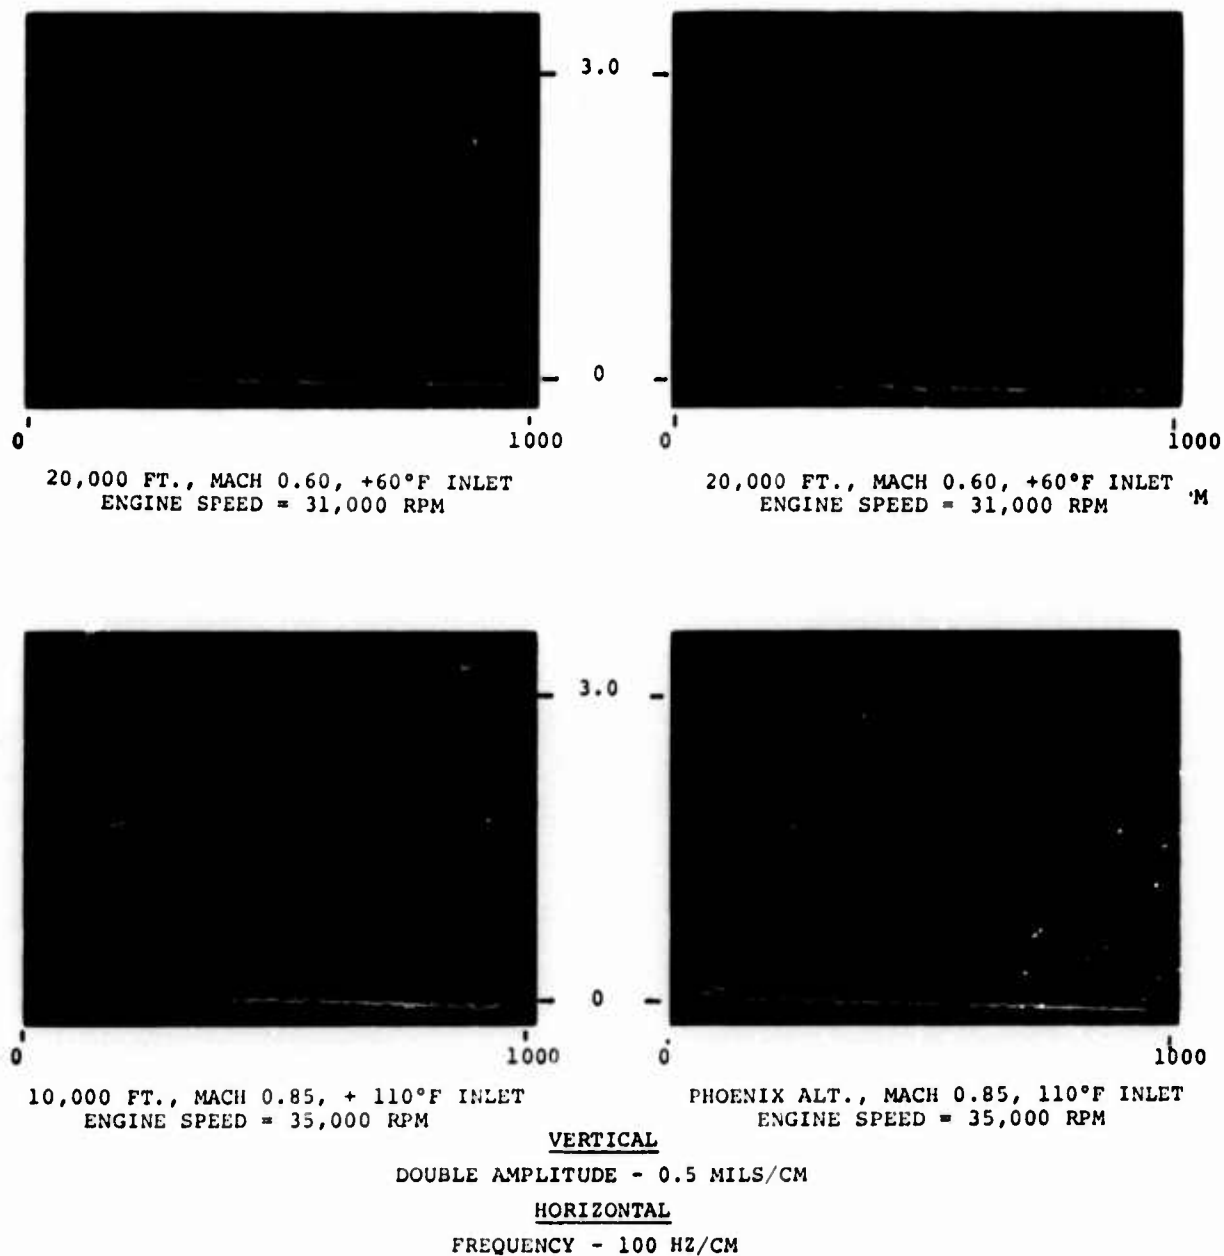 3.0
0
0 1000 0 1000
20,000 FT., MACH 0.60, +60°F INLET
ENGINE SPEED = 31,000 RPM
20,000 FT., MACH 0.60, +60°F INLET
ENGINE SPEED = 31,000 RPM
'M
3.0
0
0 1000 0 1000
10,000 FT., MACH 0.85, + 110°F INLET
ENGINE SPEED = 35,000 RPM
PHOENIX ALT., MACH 0.85, 110°F INLET
ENGINE SPEED = 35,000 RPM
VERTICAL
DOUBLE AMPLITUDE - 0.5 MILS/CM
HORIZONTAL
FREQUENCY - 100 HZ/CM